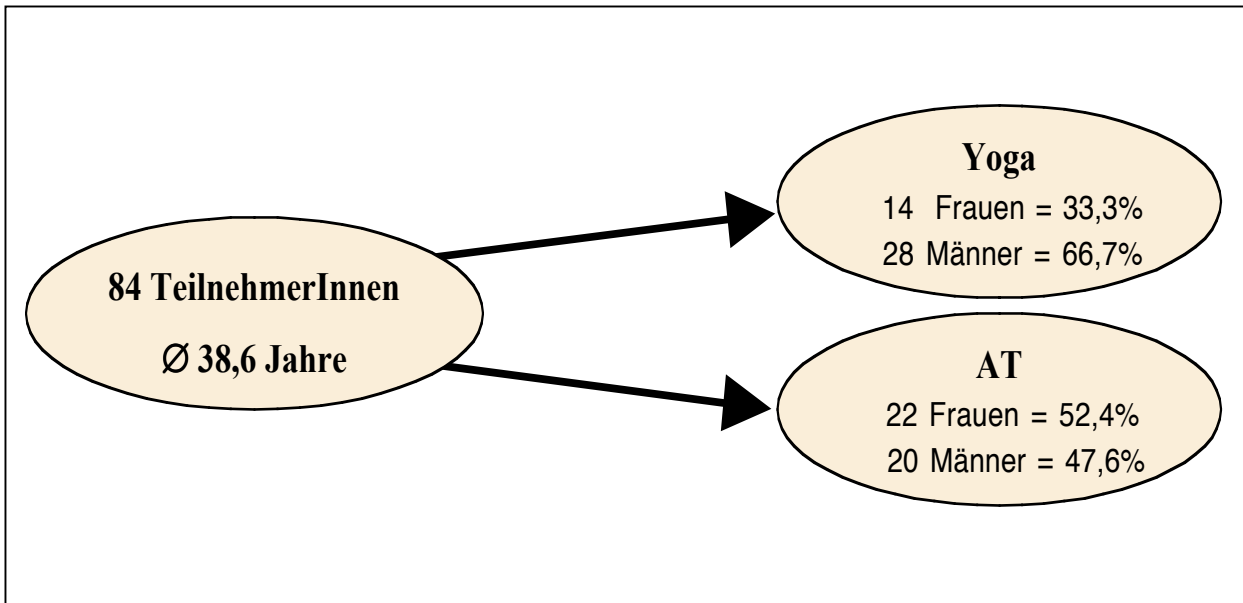 84 TeilnehmerInnen
Ø 38,6 Jahre
Yoga
14 Frauen = 33,3%
28 Männer = 66,7%
AT
22 Frauen = 52,4%
20 Männer = 47,6%